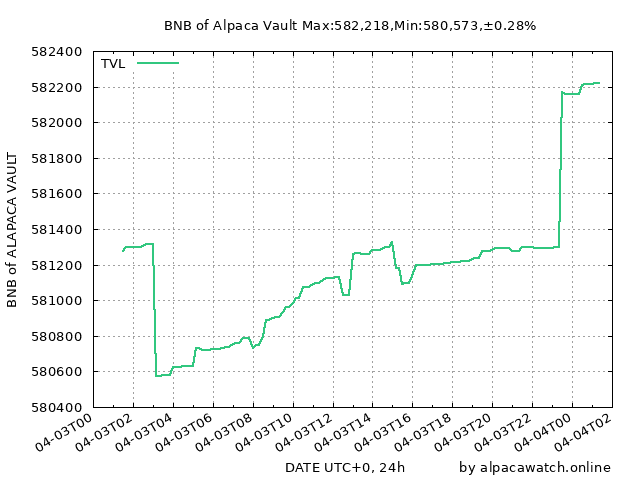 BNB of Alpaca Vault Max:582,218,Min:580,573,±0.28%
TVL
582400
582200
582000
581800
581600
581400
581200
581000
580800
580600
580400
BNB of ALAPACA VAULT
04-03T00
04-03T02
04-03T04
04-03T06
04-03T08
04-03T10
04-03T12
04-03T14
04-03T16
04-03T18
04-03T20
04-03T22
04-04T00
04-04T02
DATE UTC+0, 24h
by alpacawatch.online